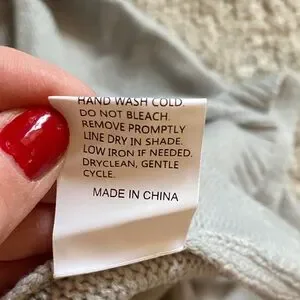 HAND WASH COLD.
DO NOT BLEACH.
REMOVE PROMPTLY
LINE DRY IN SHADE.
LOW IRON IF NEEDED.
DRYCLEAN, GENTLE
CYCLE.
MADE IN CHINA